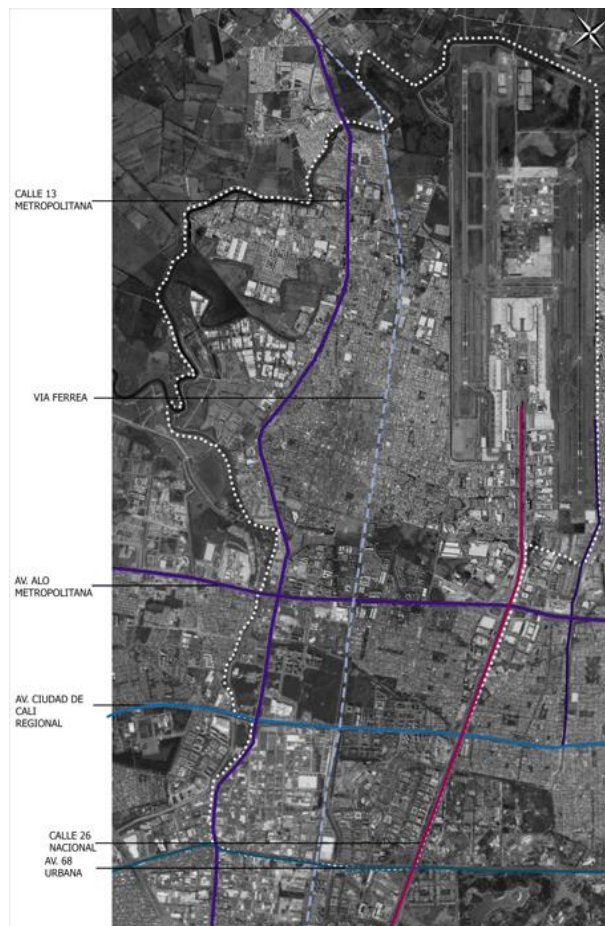 CALLE 13
METROPOLITANA
VIA FERREA
AV. ALO
METROPOLITANA
AV. CIUDAD DE
CALI
REGIONAL
CALLE 26
NACIONAL
AV. 68
URBANA